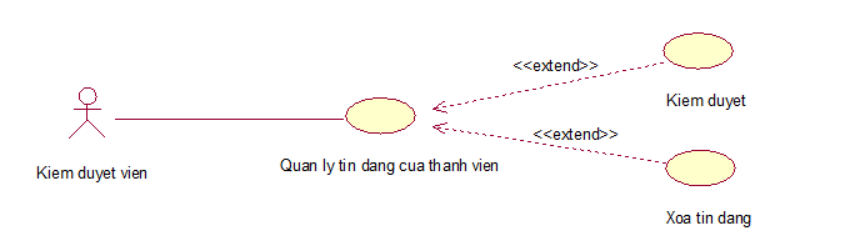 <<extend>>
Kiem duyet
<<extend>>
Kiem duyet vien
Quan ly tin dang cua thanh vien
Xoa tin dang